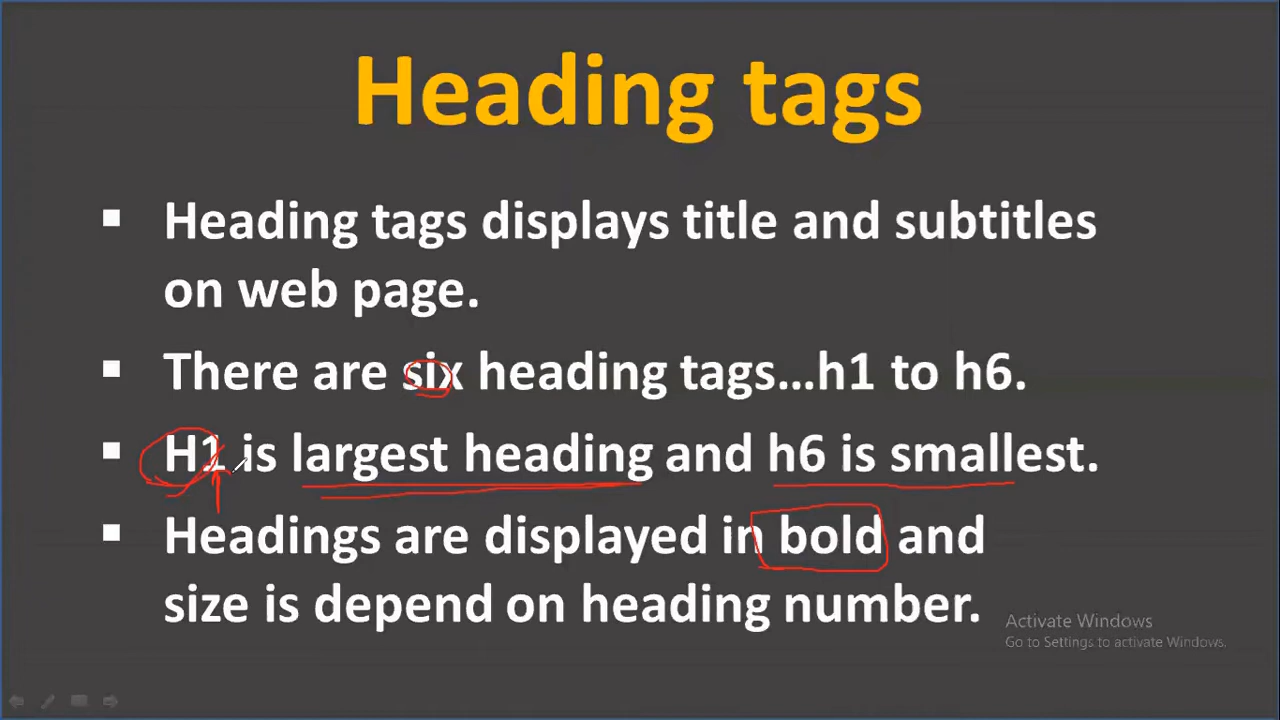 Heading tags
▪ Heading tags displays title and subtitles
on web page.
▪ There are six heading tags...h1 to h6.
▪ H1 is largest heading and h6 is smallest.
▪ Headings are displayed in bold and
size is depend on heading number.
Activate Windows
Go to Settings to activate Windows.